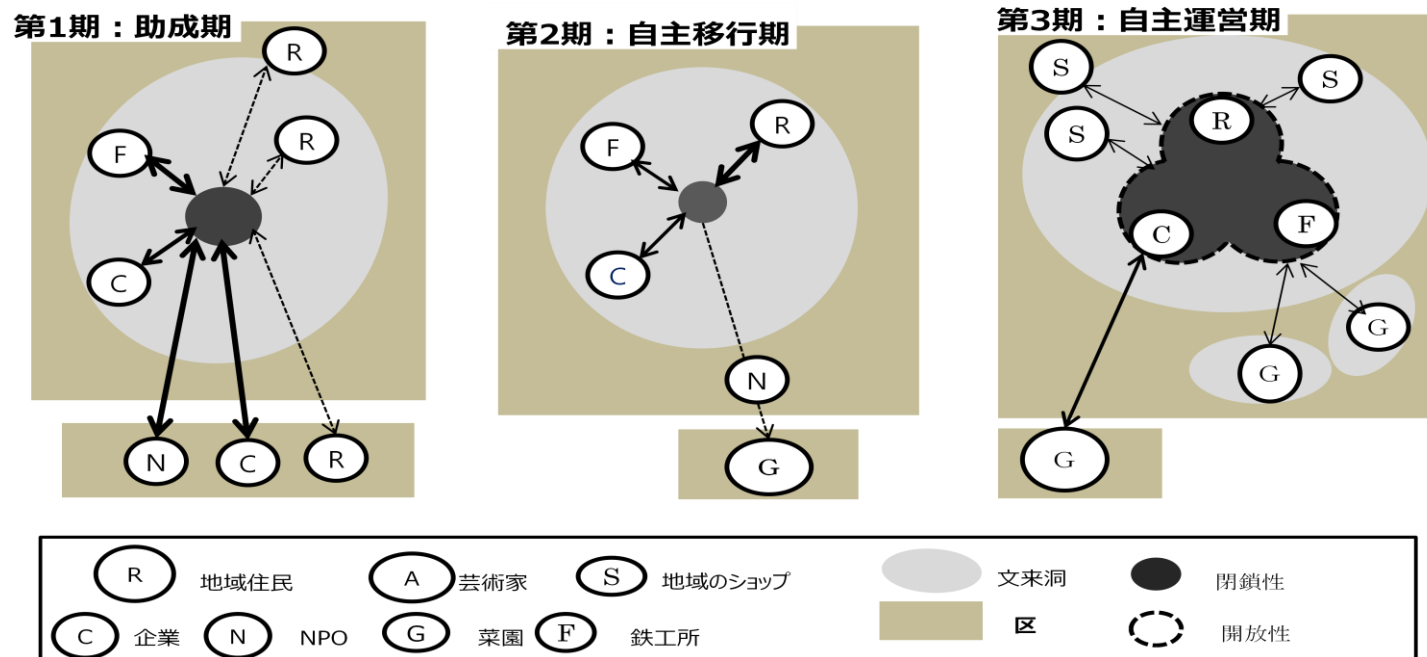 第1期：助成期
R
R
F
C
N
C
R
第2期：自主移行期
R
F
C
N
G
第3期：自主運営期
S
S
S
R
C
F
G
G
G
R 地域住民 A 芸術家 S 地域のショップ 文来洞 閉鎖性
C 企業 N NPO G 菜園 F 鉄工所 区 開放性